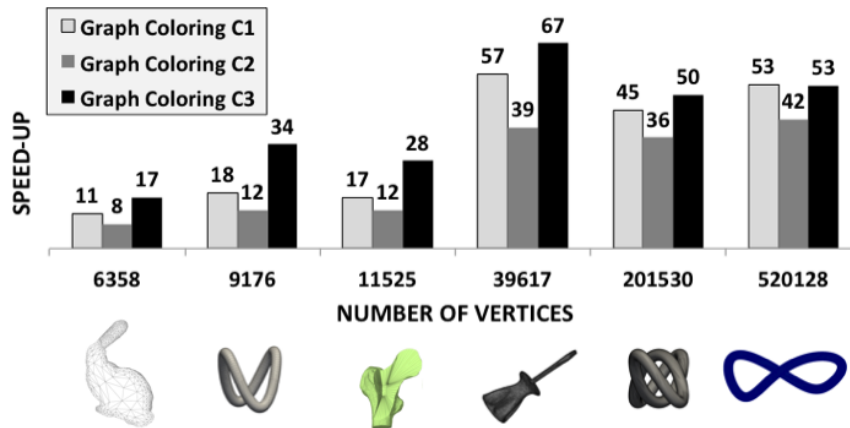 Graph Coloring C1
Graph Coloring C2
Graph Coloring C3
SPEED-UP
11 8 17
18 12 34
17 12 28
57 39 67
45 36 50
53 42 53
6358 9176 11525 39617 201530 520128
NUMBER OF VERTICES